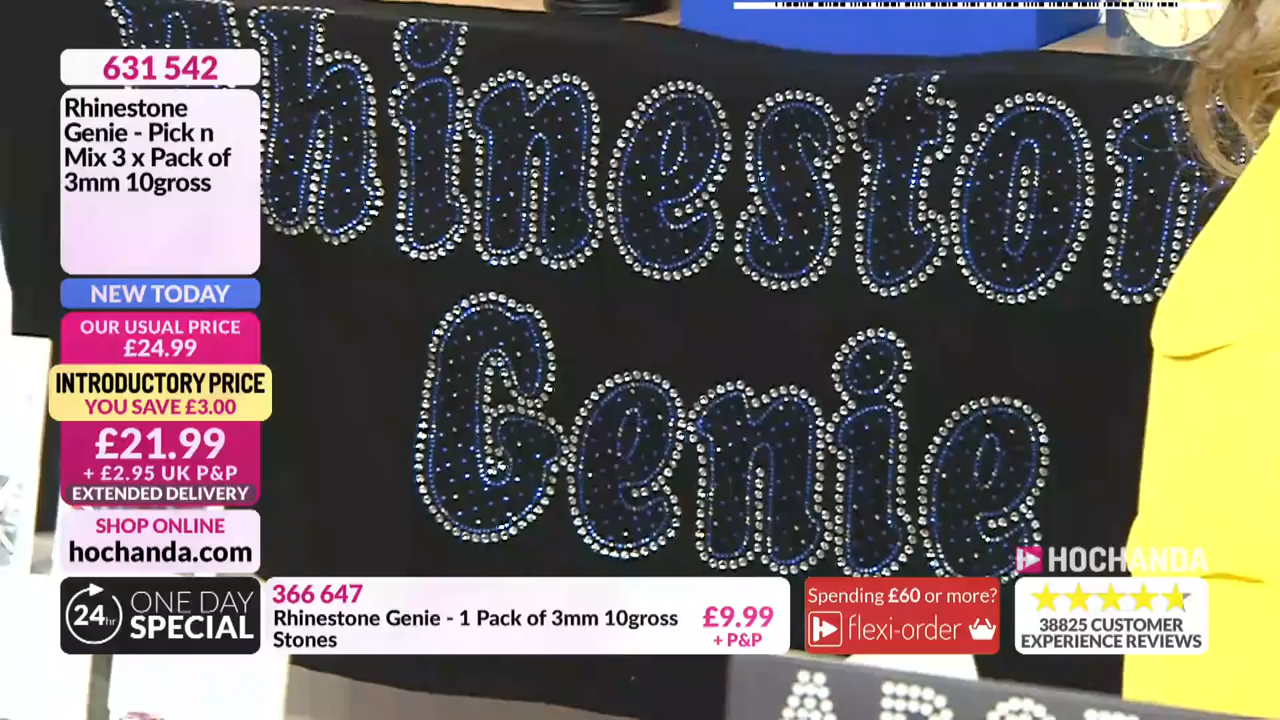 631 542
Rhinestone
Genie - Pick n
Mix 3 x Pack of
3mm 10gross
NEW TODAY
OUR USUAL PRICE
£24.99
INTRODUCTORY PRICE
YOU SAVE £3.00
£21.99
+ £2.95 UK P&P
EXTENDED DELIVERY
SHOP ONLINE
hochanda.com
hineston
Genie
HOCHANDA
24hr ONE DAY
SPECIAL
366 647
Rhinestone Genie - 1 Pack of 3mm 10gross
Stones
£9.99
+ P&P
Spending £60 or more?
flexi-order
38825 CUSTOMER
EXPERIENCE REVIEWS